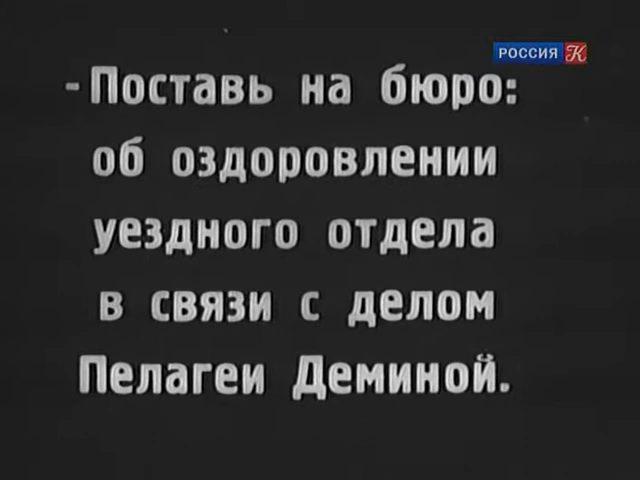 РОССИЯ К
-Поставь на бюро:
об оздоровлении
уездного отдела
в связи с делом
Пелагеи Деминой.